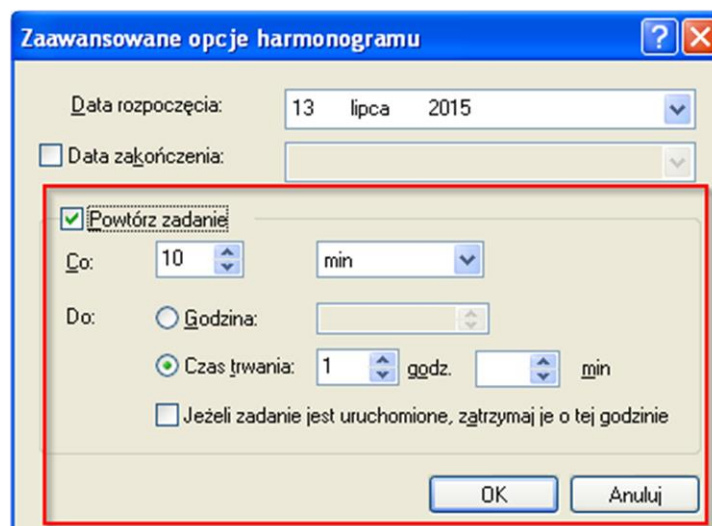 Zaawansowane opcje harmonogramu
Data rozpoczęcia: 13 lipca 2015
Data zakończenia:
Powtórz zadanie
Co: 10 min
Do: Godzina:
Czas trwania: 1 godz. min
Jeżeli zadanie jest uruchomione, zatrzymaj je o tej godzinie
OK Anuluj